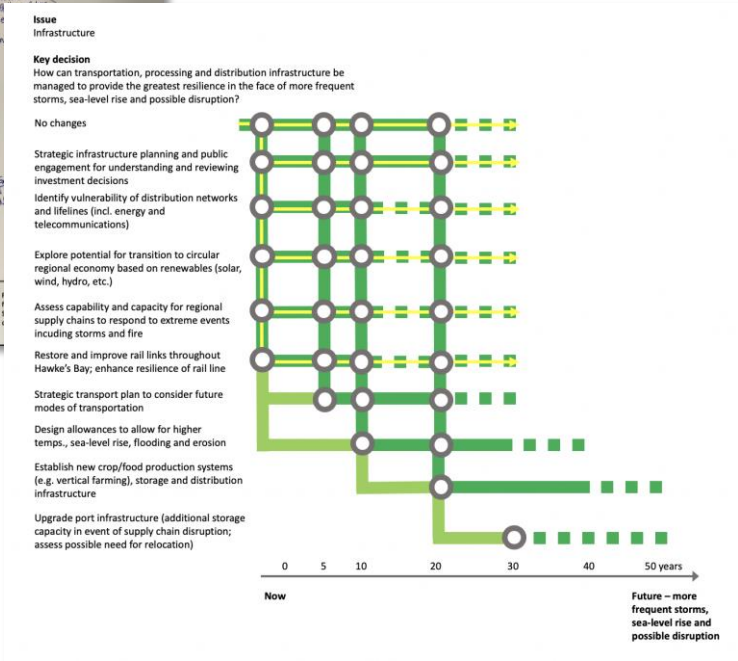 Issue
Infrastructure
Key decision
How can transportation, processing and distribution infrastructure be
managed to provide the greatest resilience in the face of more frequent
storms, sea-level rise and possible disruption?
No changes
Strategic infrastructure planning and public
engagement for understanding and reviewing
investment decisions
Identify vulnerability of distribution networks
and lifelines (incl. energy and
telecommunications)
Explore potential for transition to circular
regional economy based on renewables (solar,
wind, hydro, etc.)
Assess capability and capacity for regional
supply chains to respond to extreme events
incuding storms and fire
Restore and improve rail links throughout
Hawke's Bay; enhance resilience of rail line
Strategic transport plan to consider future
modes of transportation
Design allowances to allow for higher
temps., sea-level rise, flooding and erosion
Establish new crop/food production systems
(e.g. vertical farming), storage and distribution
infrastructure
Upgrade port infrastructure (additional storage
capacity in event of supply chain disruption;
assess possible need for relocation)
0 5 10 20 30 40 50 years
Now
Future – more
frequent storms,
sea-level rise and
possible disruption